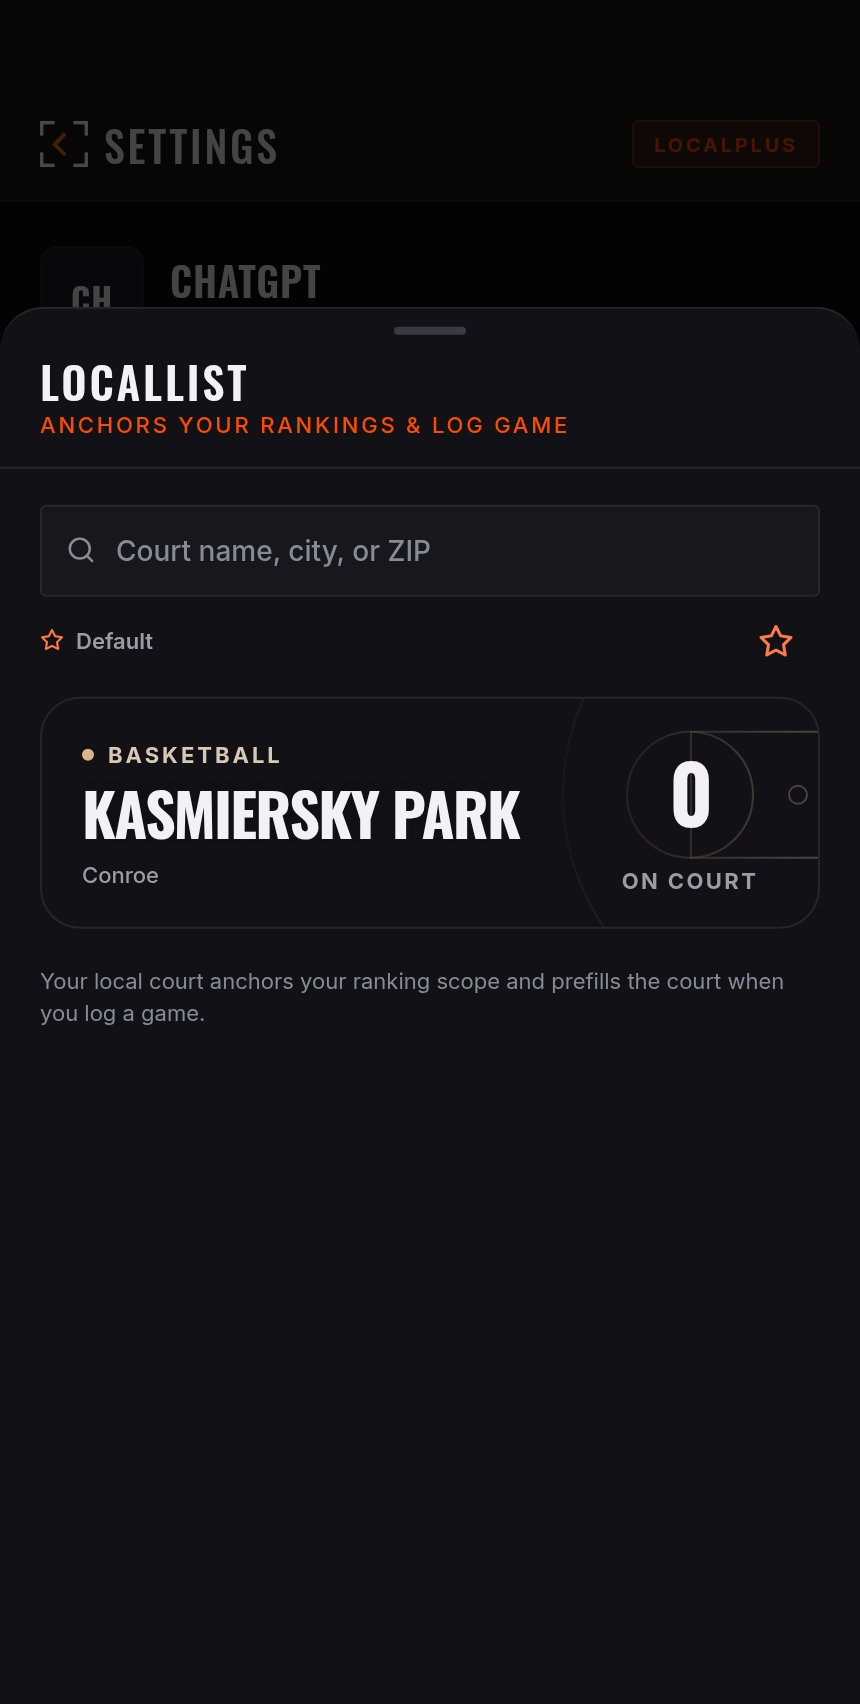 SETTINGS
LOCALPLUS
CH
CHATGPT
LOCALLIST
ANCHORS YOUR RANKINGS & LOG GAME
Court name, city, or ZIP
Default
BASKETBALL
KASMIERSKY PARK
Conroe
0
ON COURT
Your local court anchors your ranking scope and prefills the court when
you log a game.